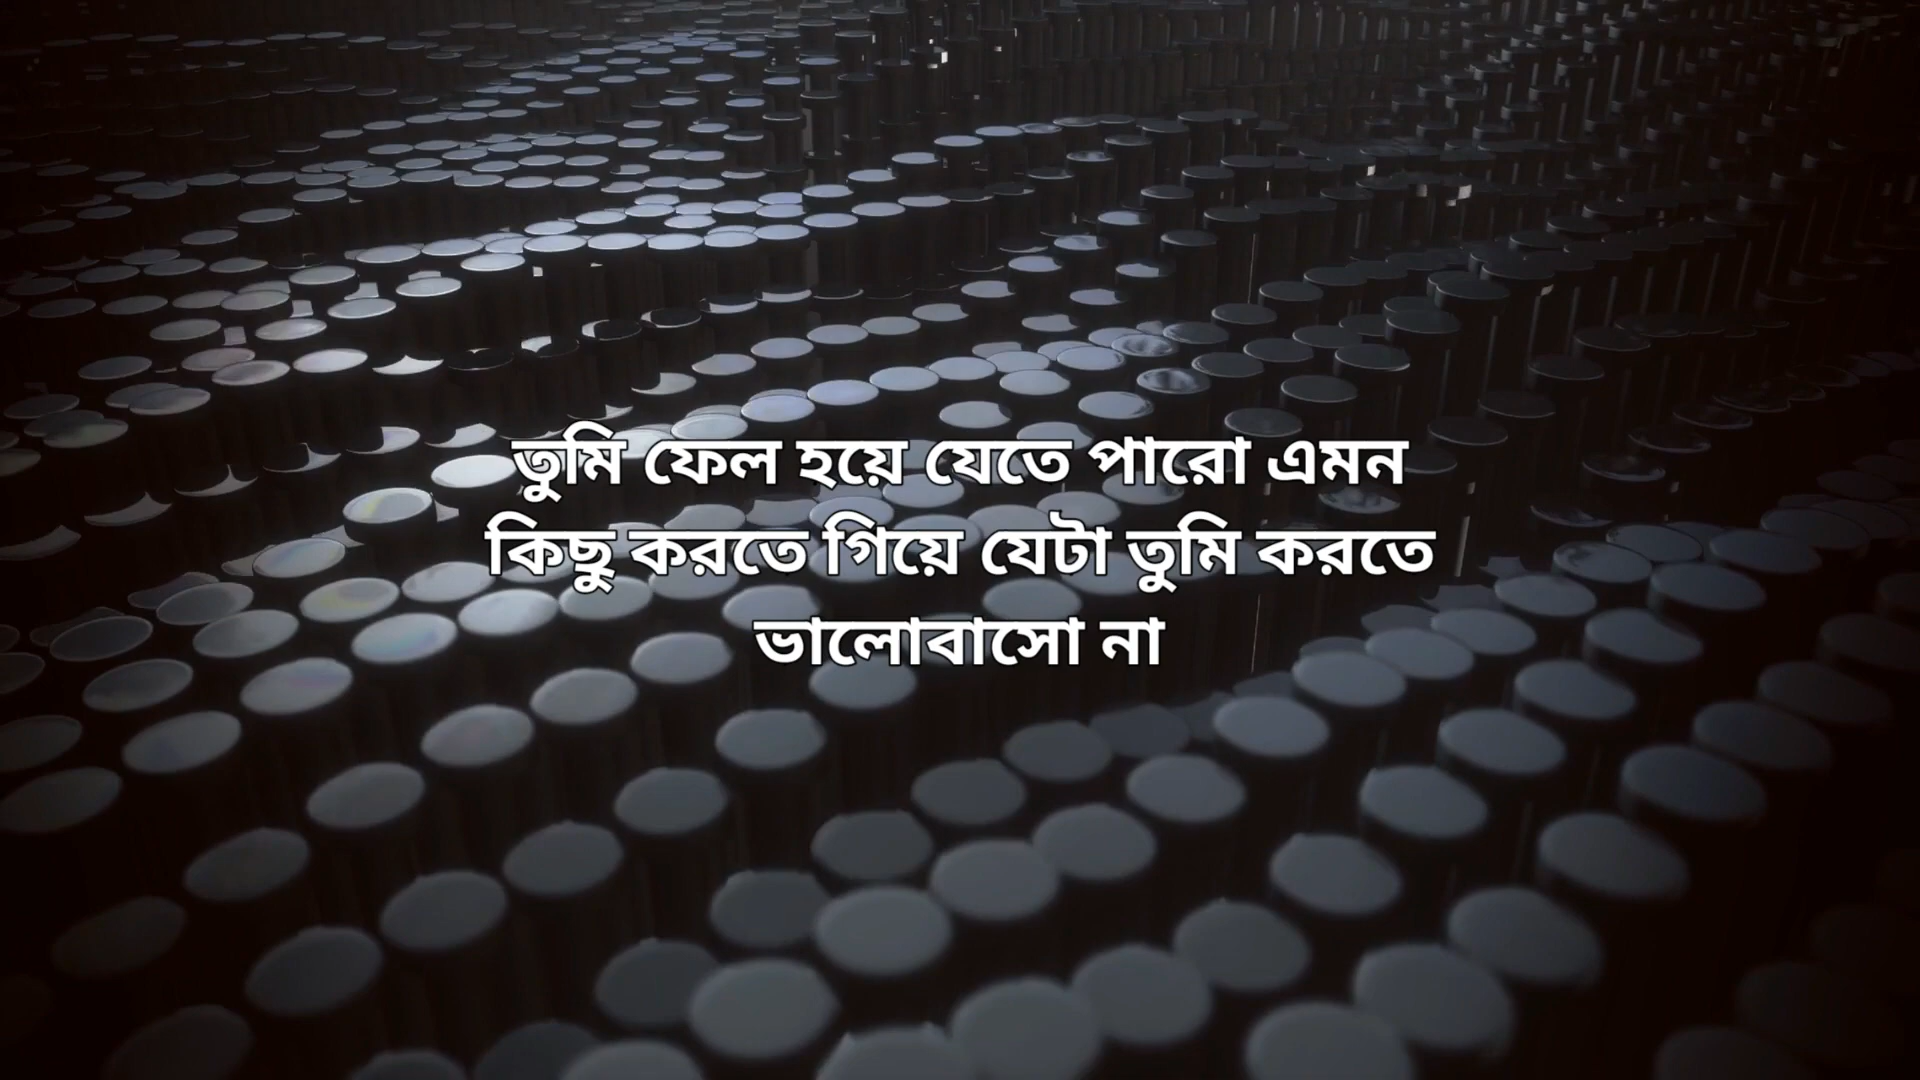 তুমি ফেল হয়ে যেতে পারো এমন
কিছু করতে গিয়ে যেটা তুমি করতে
ভালোবাসো না